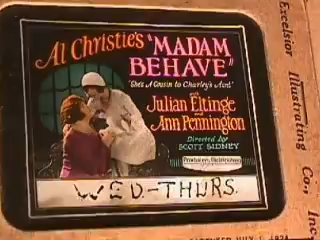 Al Christie's "MADAM
BEHAVE"
"She's A Cousin to Charley's Aunt"
Julian Eltinge
and
Ann Pennington
Directed by
SCOTT SIDNEY
WED.-THURS.
Excelsior Illustrating Co., Inc.